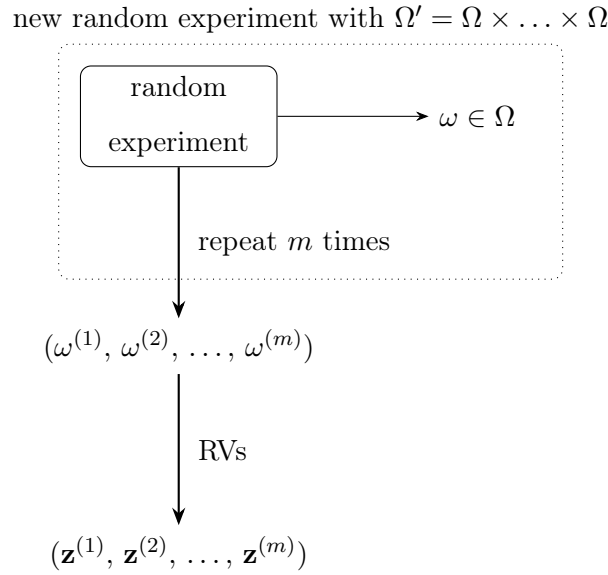 new random experiment with Ω′ = Ω × … × Ω
random
experiment
ω ∈ Ω
repeat m times
(ω⁽¹⁾, ω⁽²⁾, …, ω⁽ᵐ⁾)
RVs
(𝐳⁽¹⁾, 𝐳⁽²⁾, …, 𝐳⁽ᵐ⁾)